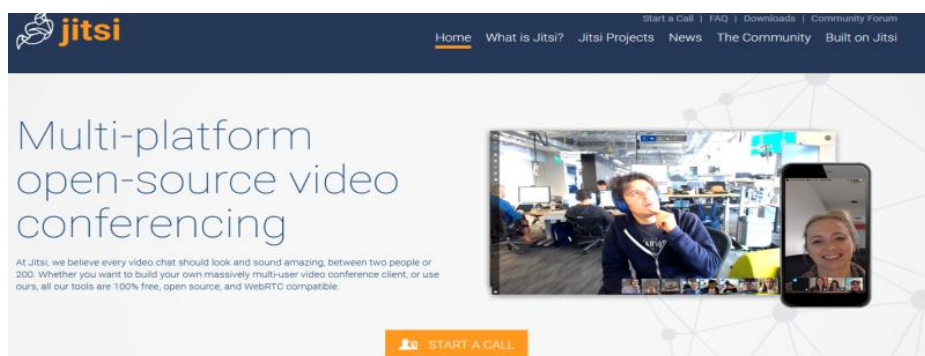 jitsi
Start a Call | FAQ | Downloads | Community Forum
Home What is Jitsi? Jitsi Projects News The Community Built on Jitsi
Multi-platform
open-source video
conferencing
At Jitsi, we believe every video chat should look and sound amazing, between two people or
200. Whether you want to build your own massively multi-user video conference client, or use
ours, all our tools are 100% free, open source, and WebRTC compatible.
START A CALL